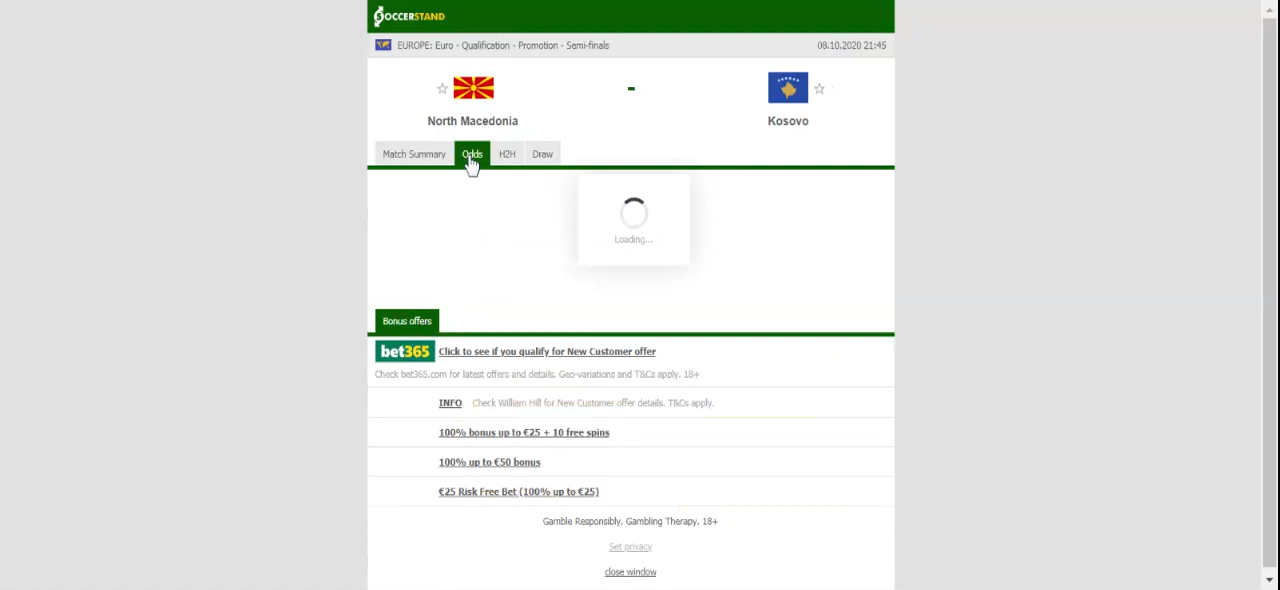 SOCCERSTAND
EUROPE: Euro - Qualification - Promotion - Semi-finals 08.10.2020 21:45
North Macedonia - Kosovo
Match Summary Odds H2H Draw
Loading...
Bonus offers
bet365 Click to see if you qualify for New Customer offer
Check bet365.com for latest offers and details. Geo-variations and T&Cs apply. 18+
INFO Check William Hill for New Customer offer details. T&Cs apply.
100% bonus up to €25 + 10 free spins
100% up to €50 bonus
€25 Risk Free Bet (100% up to €25)
Gamble Responsibly. Gambling Therapy. 18+
Set privacy
close window